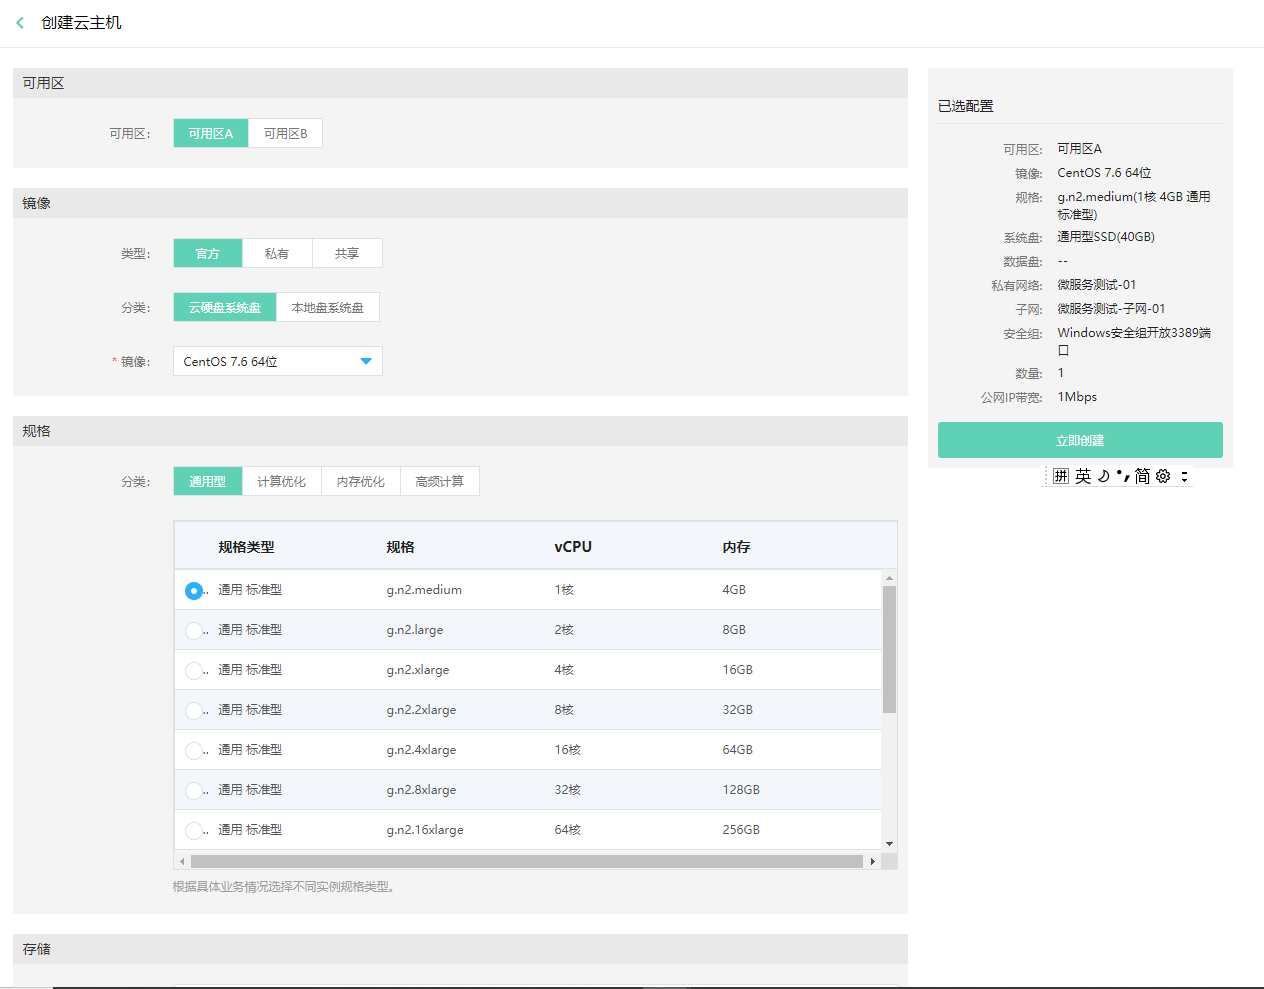 创建云主机
可用区
可用区:
可用区A
可用区B
镜像
类型:
官方
私有
共享
分类:
云硬盘系统盘
本地盘系统盘
* 镜像:
CentOS 7.6 64位
规格
分类:
通用型
计算优化
内存优化
高频计算
规格类型 规格 vCPU 内存
.. 通用 标准型 g.n2.medium 1核 4GB
.. 通用 标准型 g.n2.large 2核 8GB
.. 通用 标准型 g.n2.xlarge 4核 16GB
.. 通用 标准型 g.n2.2xlarge 8核 32GB
.. 通用 标准型 g.n2.4xlarge 16核 64GB
.. 通用 标准型 g.n2.8xlarge 32核 128GB
.. 通用 标准型 g.n2.16xlarge 64核 256GB
根据具体业务情况选择不同实例规格类型。
存储
已选配置
可用区: 可用区A
镜像: CentOS 7.6 64位
规格: g.n2.medium(1核 4GB 通用
标准型)
系统盘: 通用型SSD(40GB)
数据盘: --
私有网络: 微服务测试-01
子网: 微服务测试-子网-01
安全组: Windows安全组开放3389端
口
数量: 1
公网IP带宽: 1Mbps
立即创建
拼 英 简